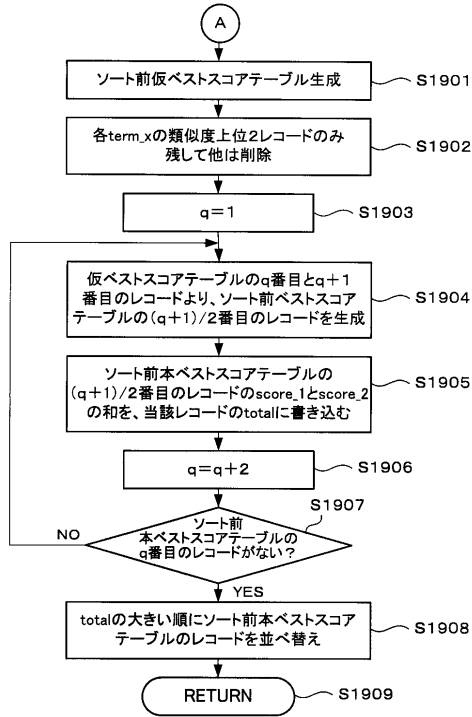 A
ソート前仮ベストスコアテーブル生成
S1901
各term_xの類似度上位2レコードのみ
残して他は削除
S1902
q=1
S1903
仮ベストスコアテーブルのq番目とq+1
番目のレコードより、ソート前ベストスコア
テーブルの(q+1)/2番目のレコードを生成
S1904
ソート前本ベストスコアテーブルの
(q+1)/2番目のレコードのscore_1とscore_2
の和を、当該レコードのtotalに書き込む
S1905
q=q+2
S1906
S1907
ソート前
本ベストスコアテーブルの
q番目のレコードがない?
NO
YES
totalの大きい順にソート前本ベストスコア
テーブルのレコードを並べ替え
S1908
RETURN
S1909